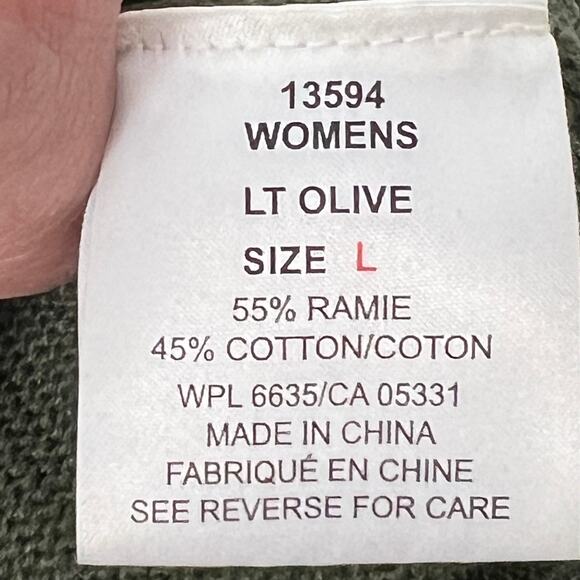 13594
WOMENS
LT OLIVE
SIZE L
55% RAMIE
45% COTTON/COTON
WPL 6635/CA 05331
MADE IN CHINA
FABRIQUÉ EN CHINE
SEE REVERSE FOR CARE